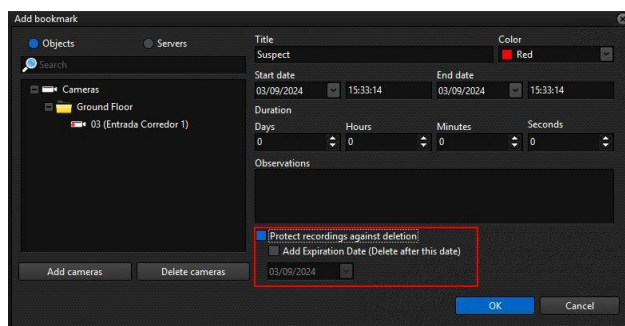 Add bookmark
Objects
Servers
Search
Cameras
Ground Floor
03 (Entrada Corredor 1)
Add cameras
Delete cameras
Title
Color
Suspect
Red
Start date
End date
03/09/2024
15:33:14
03/09/2024
15:33:14
Duration
Days
Hours
Minutes
Seconds
0
0
0
0
Observations
Protect recordings against deletion
Add Expiration Date (Delete after this date)
03/09/2024
OK
Cancel